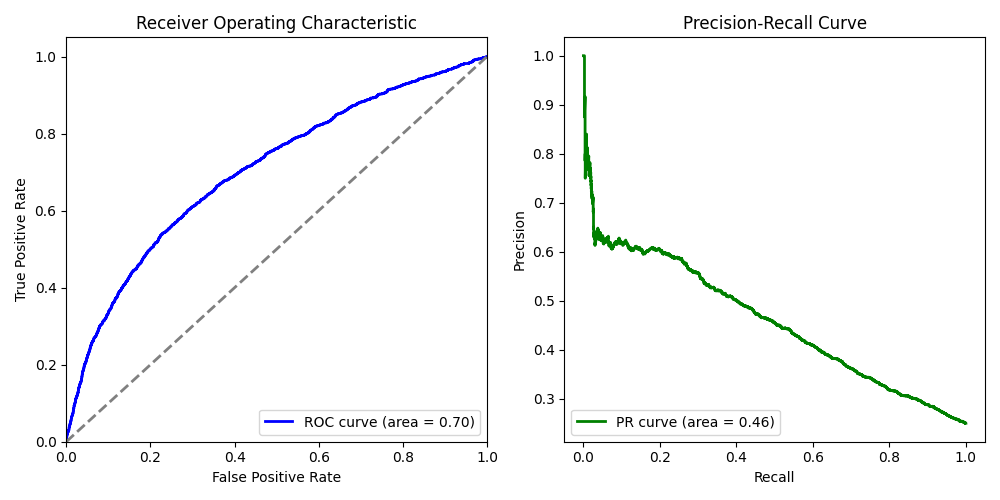 Receiver Operating Characteristic
True Positive Rate
1.0
0.8
0.6
0.4
0.2
0.0
0.0 0.2 0.4 0.6 0.8 1.0
False Positive Rate
ROC curve (area = 0.70)
Precision-Recall Curve
Precision
1.0
0.9
0.8
0.7
0.6
0.5
0.4
0.3
0.0 0.2 0.4 0.6 0.8 1.0
Recall
PR curve (area = 0.46)